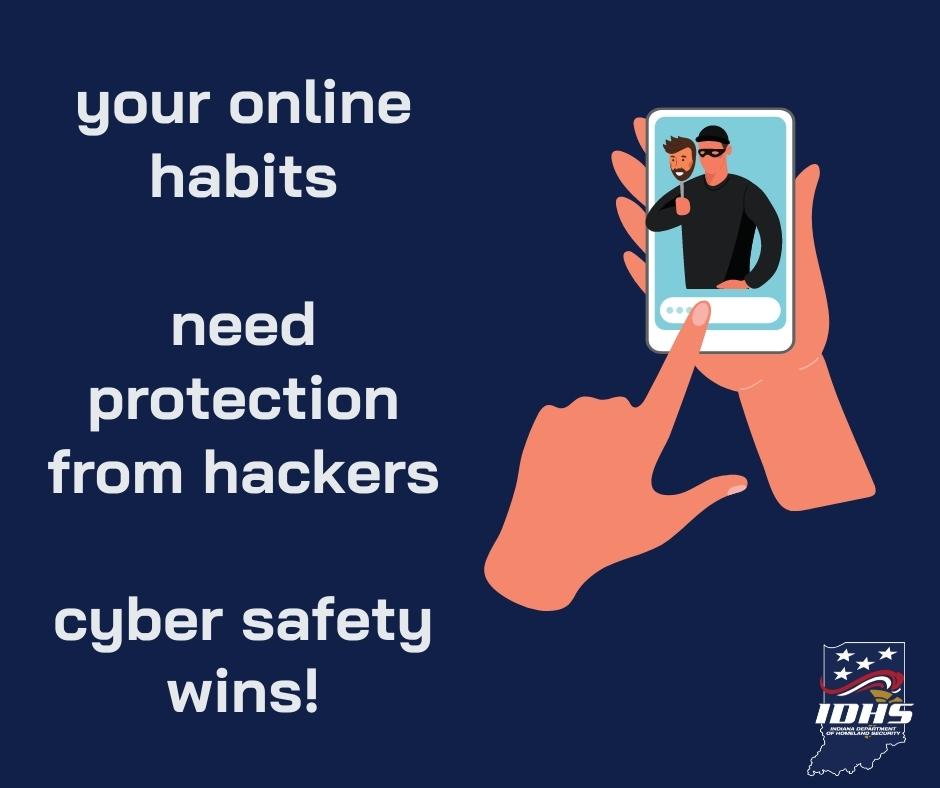 your online
habits
need
protection
from hackers
cyber safety
wins!
IDHS
INDIANA DEPARTMENT
OF HOMELAND SECURITY